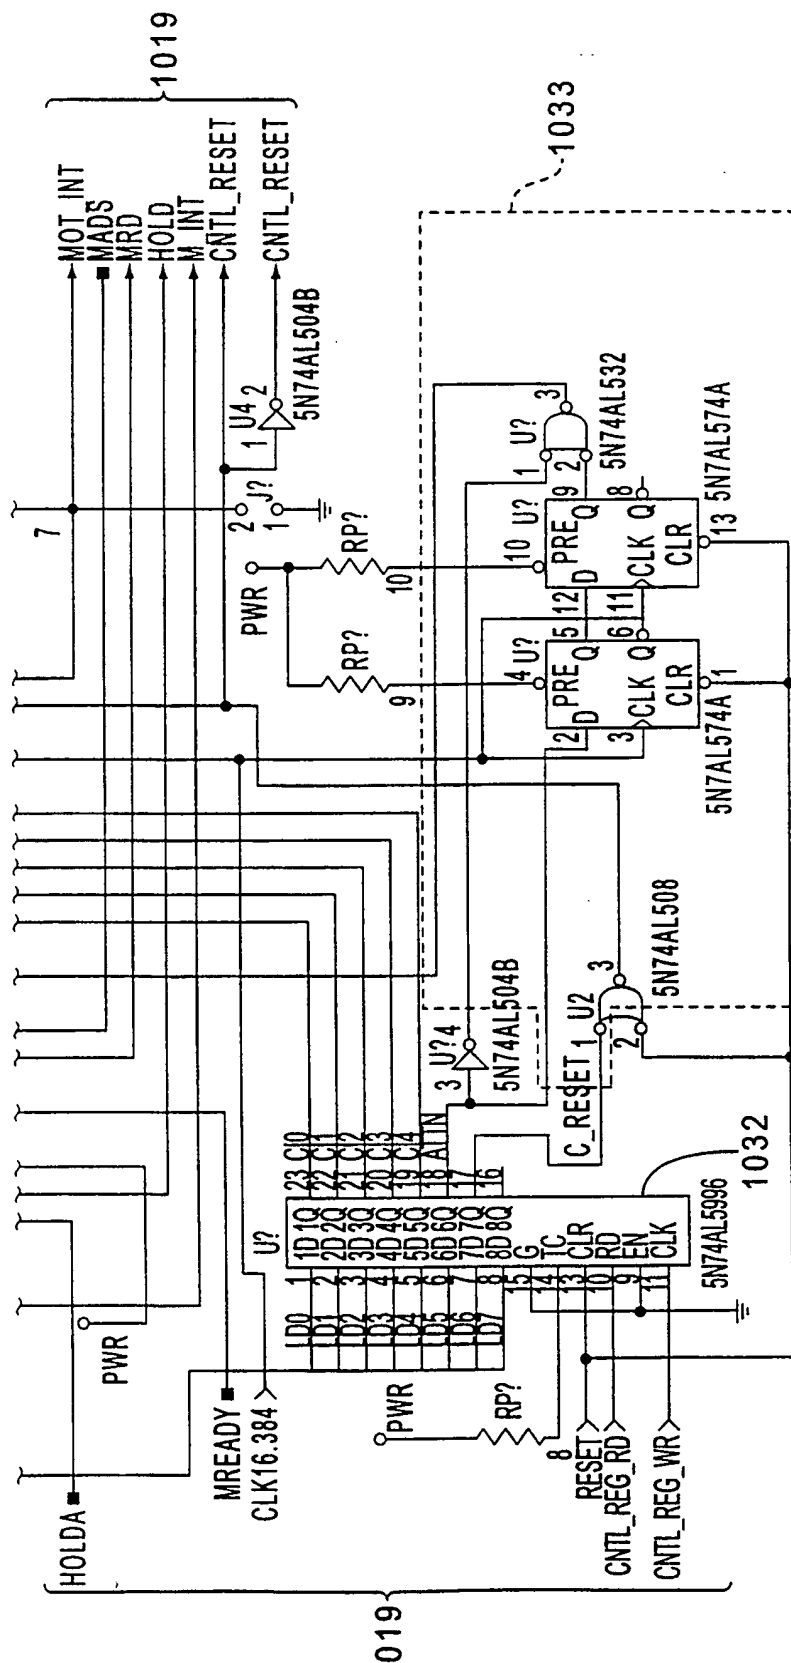 1019
MOT_INT
MADS
MRD
HOLD
M_INT
CNTL_RESET
CNTL_RESET
U4
1
2
5N74AL504B
7
J?
2
1
PWR
RP?
10
RP?
9
1033
U?
1
2
3
5N74AL532
U?
10
PRE
D
Q
CLK
Q
CLR
12
11
9
8
13
5N7AL574A
U?
4
PRE
D
Q
CLK
Q
CLR
2
3
5
6
1
5N7AL574A
U?
3
4
5N74AL504B
U2
1
2
3
5N74AL508
C_RESET
HOLDA
PWR
MREADY
CLK16.384
019
U?
LD0 1 1D 1Q 23 CI0
LD1 2 2D 2Q 22 CI1
LD2 3 3D 3Q 21 CI2
LD3 4 4D 4Q 20 CI3
LD4 5 5D 5Q 19 CI4
LD5 6 6D 6Q 18
LD6 7 7D 7Q 17
LD7 8 8D 8Q 16
15 G
14 TC
13 CLR
10 RD
9 EN
11 CLK
5N74AL5996
1032
PWR
RP?
8
RESET
CNTL_REG_RD
CNTL_REG_WR